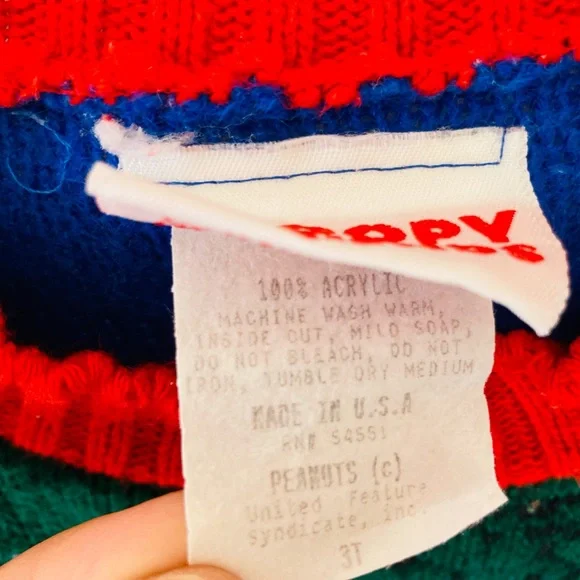 OOPY
100% ACRYLIC
MACHINE WASH WARM,
INSIDE OUT, MILD SOAP,
DO NOT BLEACH, DO NOT
IRON, TUMBLE DRY MEDIUM
MADE IN U.S.A
RN# 54551
PEANUTS (c)
United Feature
Syndicate, inc.
3T